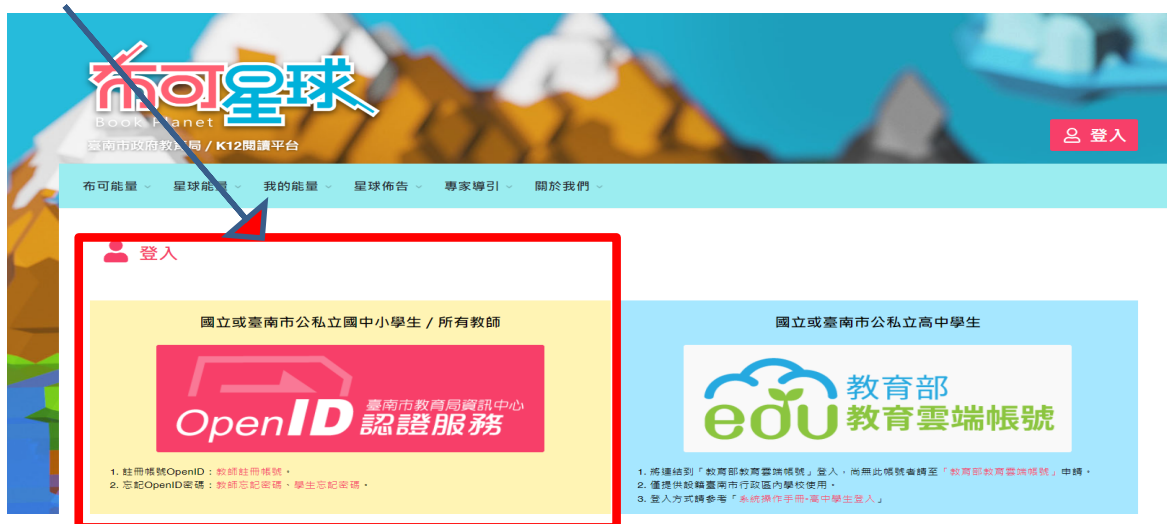 布可星球
Book Planet
臺南市政府教育局 / K12閱讀平台
登入
布可能量 星球能量 我的能量 星球佈告 專家導引 關於我們
登入
國立或臺南市公私立國中小學生 / 所有教師
OpenID 臺南市教育局資訊中心
認證服務
1. 註冊帳號OpenID：教師註冊帳號。
2. 忘記OpenID密碼：教師忘記密碼、學生忘記密碼。
國立或臺南市公私立高中學生
教育部
edu 教育雲端帳號
1. 將連結到「教育部教育雲端帳號」登入，尚無此帳號者請至「教育部教育雲端帳號」申請。
2. 僅提供設籍臺南市行政區內學校使用。
3. 登入方式請參考「系統操作手冊-高中學生登入」